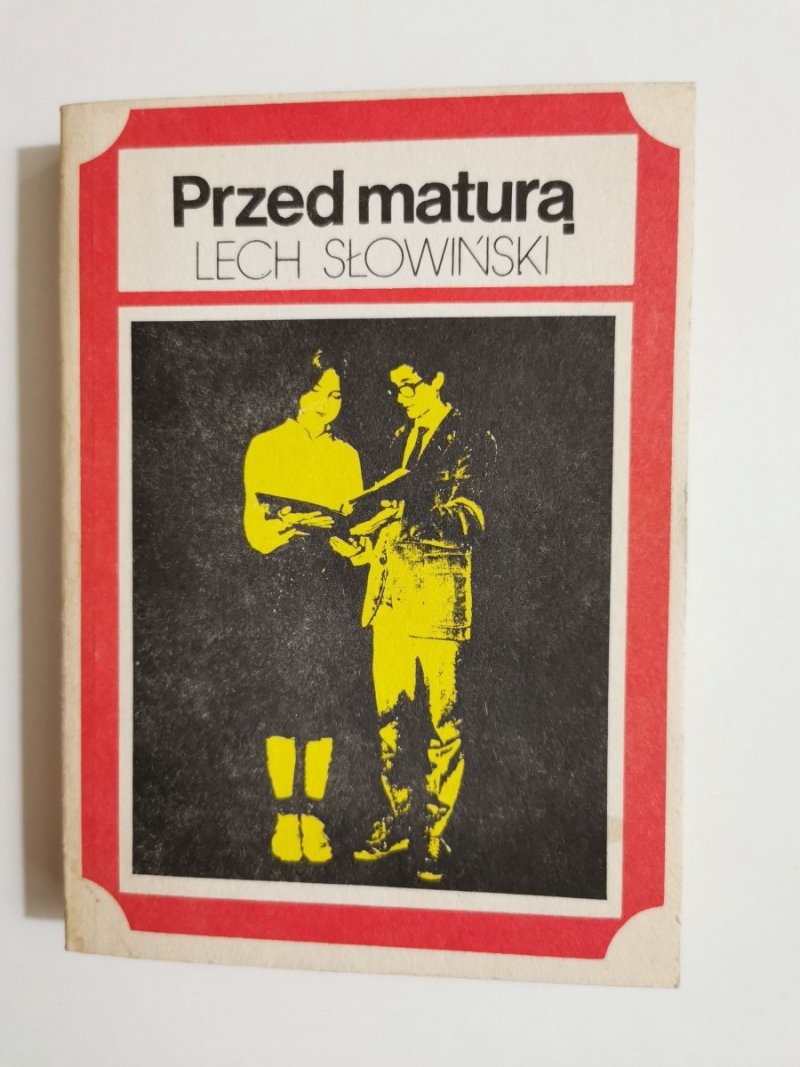 Przed maturą
LECH SŁOWIŃSKI